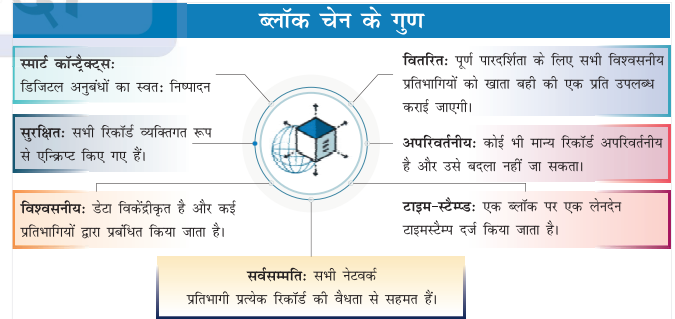 ब्लॉक चेन के गुण
स्मार्ट कॉन्ट्रैक्ट्सः
डिजिटल अनुबंधों का स्वतः निष्पादन
सुरक्षितः सभी रिकॉर्ड व्यक्तिगत रूप
से एन्क्रिप्ट किए गए हैं।
विश्वसनीयः डेटा विकेंद्रीकृत है और कई
प्रतिभागियों द्वारा प्रबंधित किया जाता है।
वितरितः पूर्ण पारदर्शिता के लिए सभी विश्वसनीय
प्रतिभागियों को खाता बही की एक प्रति उपलब्ध
कराई जाएगी।
अपरिवर्तनीयः कोई भी मान्य रिकॉर्ड अपरिवर्तनीय
है और उसे बदला नहीं जा सकता।
टाइम-स्टैम्प्डः एक ब्लॉक पर एक लेनदेन
टाइमस्टैम्प दर्ज किया जाता है।
सर्वसम्मतिः सभी नेटवर्क
प्रतिभागी प्रत्येक रिकॉर्ड की वैधता से सहमत हैं।